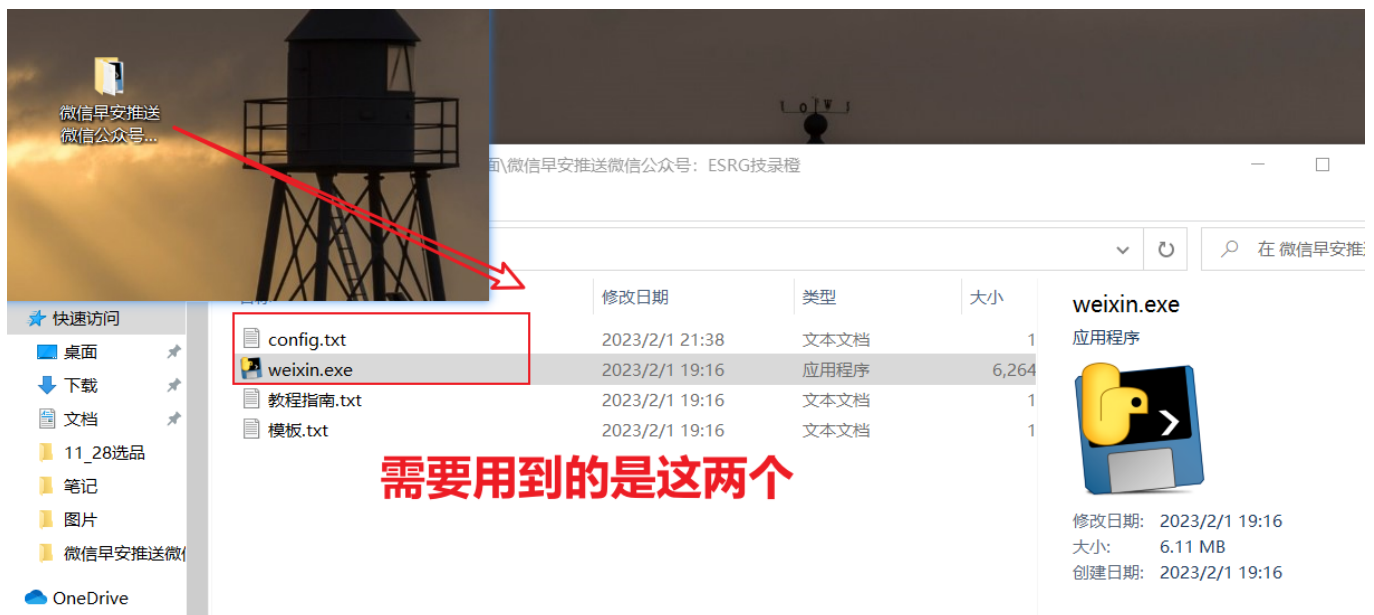 微信早安推送
微信公众号...
面\微信早安推送微信公众号：ESRG技录橙
在 微信早安推
修改日期 类型 大小
快速访问
桌面
下载
文档
11_28选品
笔记
图片
微信早安推送微
OneDrive
config.txt 2023/2/1 21:38 文本文档 1
weixin.exe 2023/2/1 19:16 应用程序 6,264
教程指南.txt 2023/2/1 19:16 文本文档 1
模板.txt 2023/2/1 19:16 文本文档 1
需要用到的是这两个
weixin.exe
应用程序
修改日期: 2023/2/1 19:16
大小: 6.11 MB
创建日期: 2023/2/1 19:16